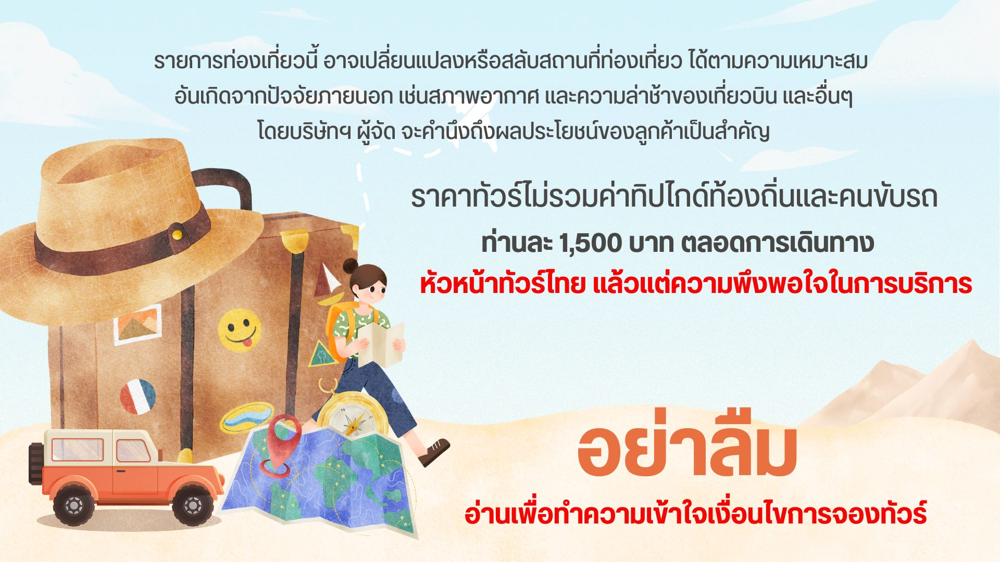 รายการท่องเที่ยวนี้ อาจเปลี่ยนแปลงหรือสลับสถานที่ท่องเที่ยว ได้ตามความเหมาะสม
อันเกิดจากปัจจัยภายนอก เช่นสภาพอากาศ และความล่าช้าของเที่ยวบิน และอื่นๆ
โดยบริษัทฯ ผู้จัด จะคำนึงถึงผลประโยชน์ของลูกค้าเป็นสำคัญ
ราคาทัวร์ไม่รวมค่าทิปไกด์ท้องถิ่นและคนขับรถ
ท่านละ 1,500 บาท ตลอดการเดินทาง
หัวหน้าทัวร์ไทย แล้วแต่ความพึงพอใจในการบริการ
N
E
อย่าลืม
อ่านเพื่อทำความเข้าใจเงื่อนไขการจองทัวร์